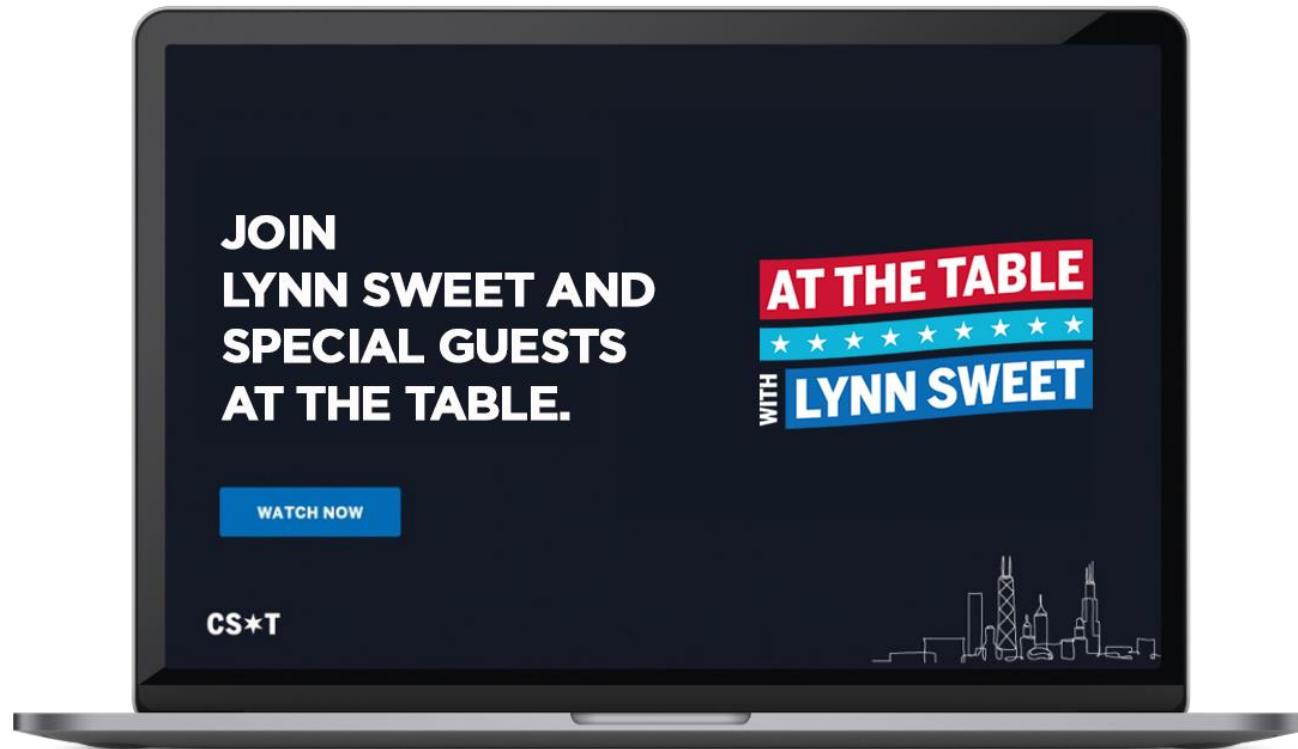 JOIN
LYNN SWEET AND
SPECIAL GUESTS
AT THE TABLE.
WATCH NOW
CS✶T
AT THE TABLE
WITH LYNN SWEET